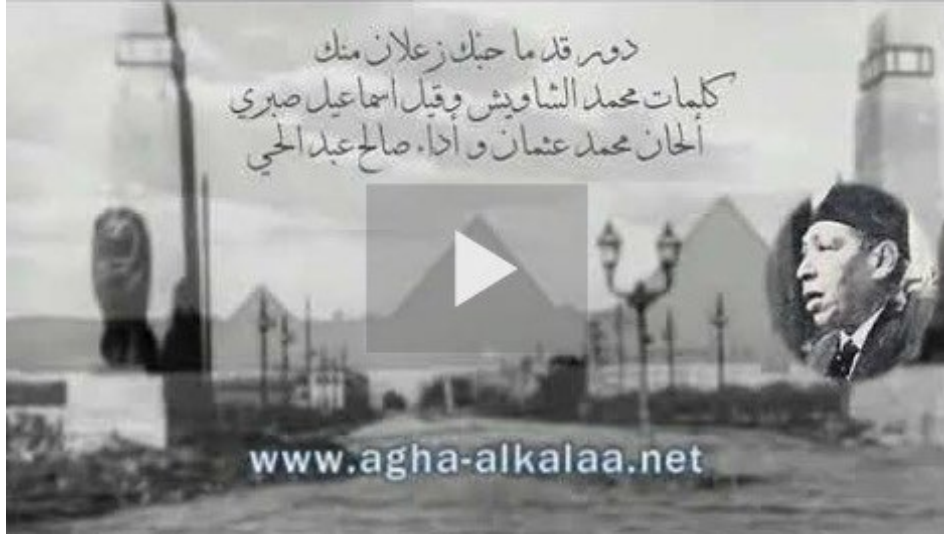 دور قد ما حبك زعلان منك
كلمات محمد الشاويش وقيل اسماعيل صبري
ألحان محمد عثمان و أداء صالح عبد الحي
www.agha-alkalaa.net